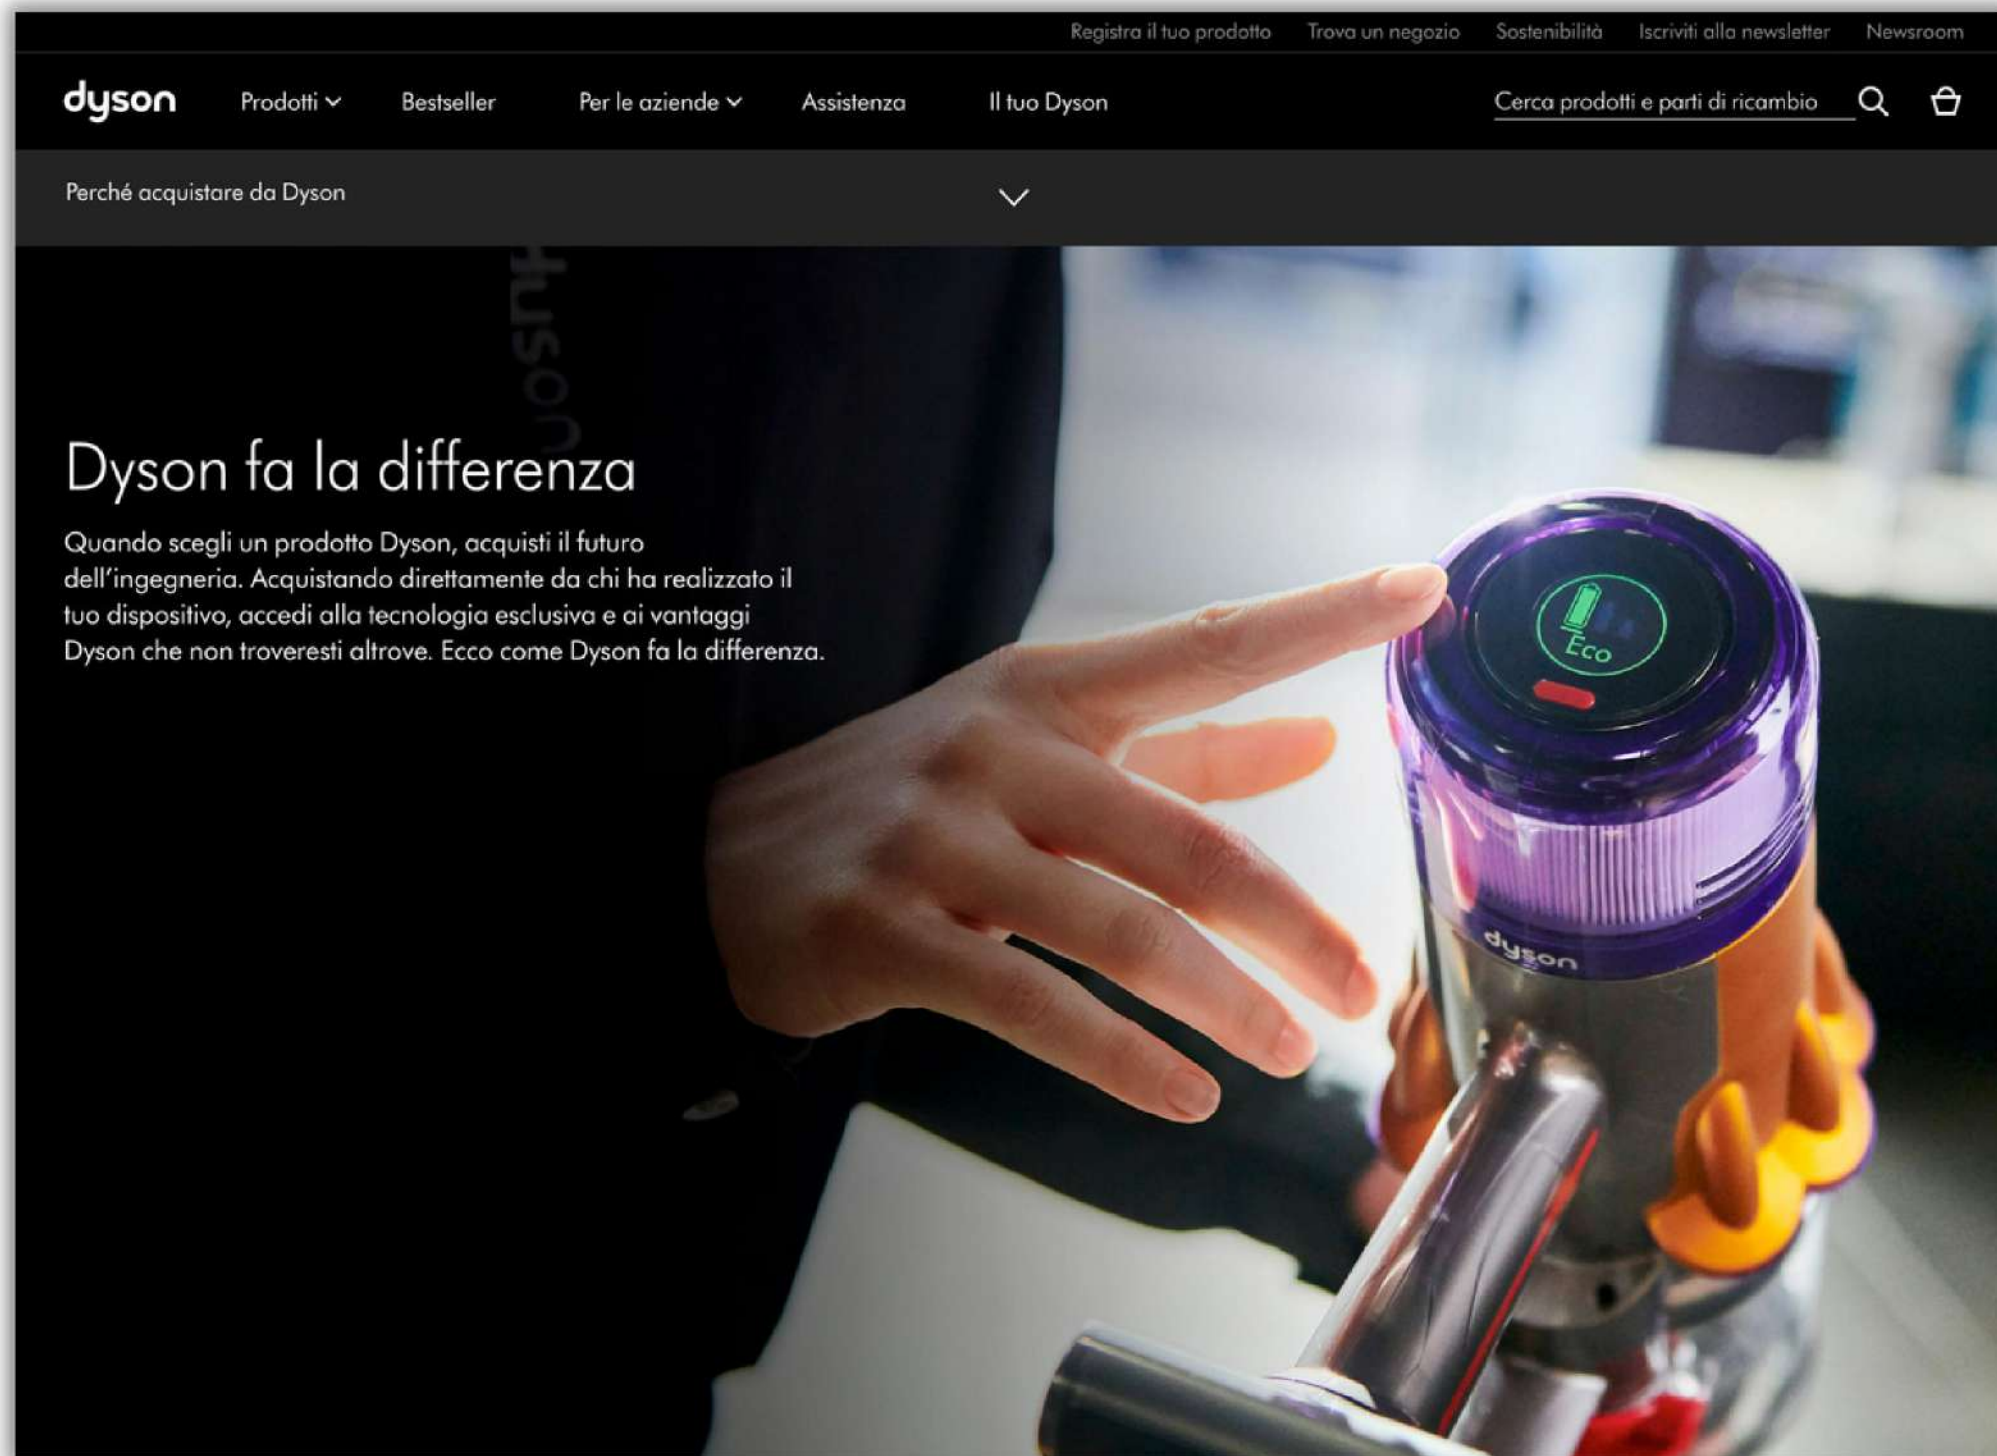 Registra il tuo prodotto Trova un negozio Sostenibilità Iscriviti alla newsletter Newsroom
dyson Prodotti Bestseller Per le aziende Assistenza Il tuo Dyson Cerca prodotti e parti di ricambio
Perché acquistare da Dyson
dyson
Dyson fa la differenza
Quando scegli un prodotto Dyson, acquisti il futuro
dell'ingegneria. Acquistando direttamente da chi ha realizzato il
tuo dispositivo, accedi alla tecnologia esclusiva e ai vantaggi
Dyson che non troveresti altrove. Ecco come Dyson fa la differenza.
Eco
dyson